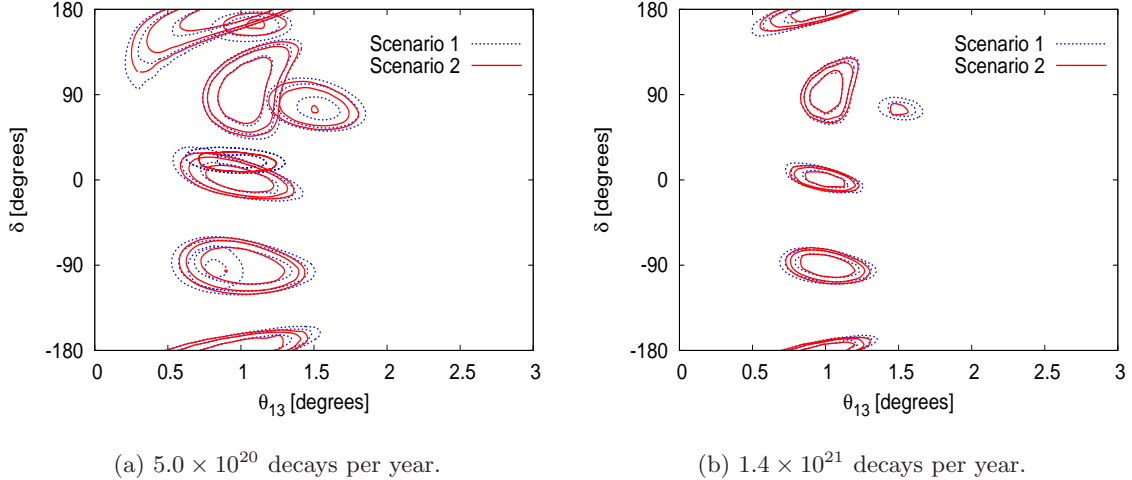 180
90
0
-90
-180
δ [degrees]
0 0.5 1 1.5 2 2.5 3
θ13 [degrees]
Scenario 1
Scenario 2
(a) 5.0 × 10^20 decays per year.
180
90
0
-90
-180
δ [degrees]
0 0.5 1 1.5 2 2.5 3
θ13 [degrees]
Scenario 1
Scenario 2
(b) 1.4 × 10^21 decays per year.